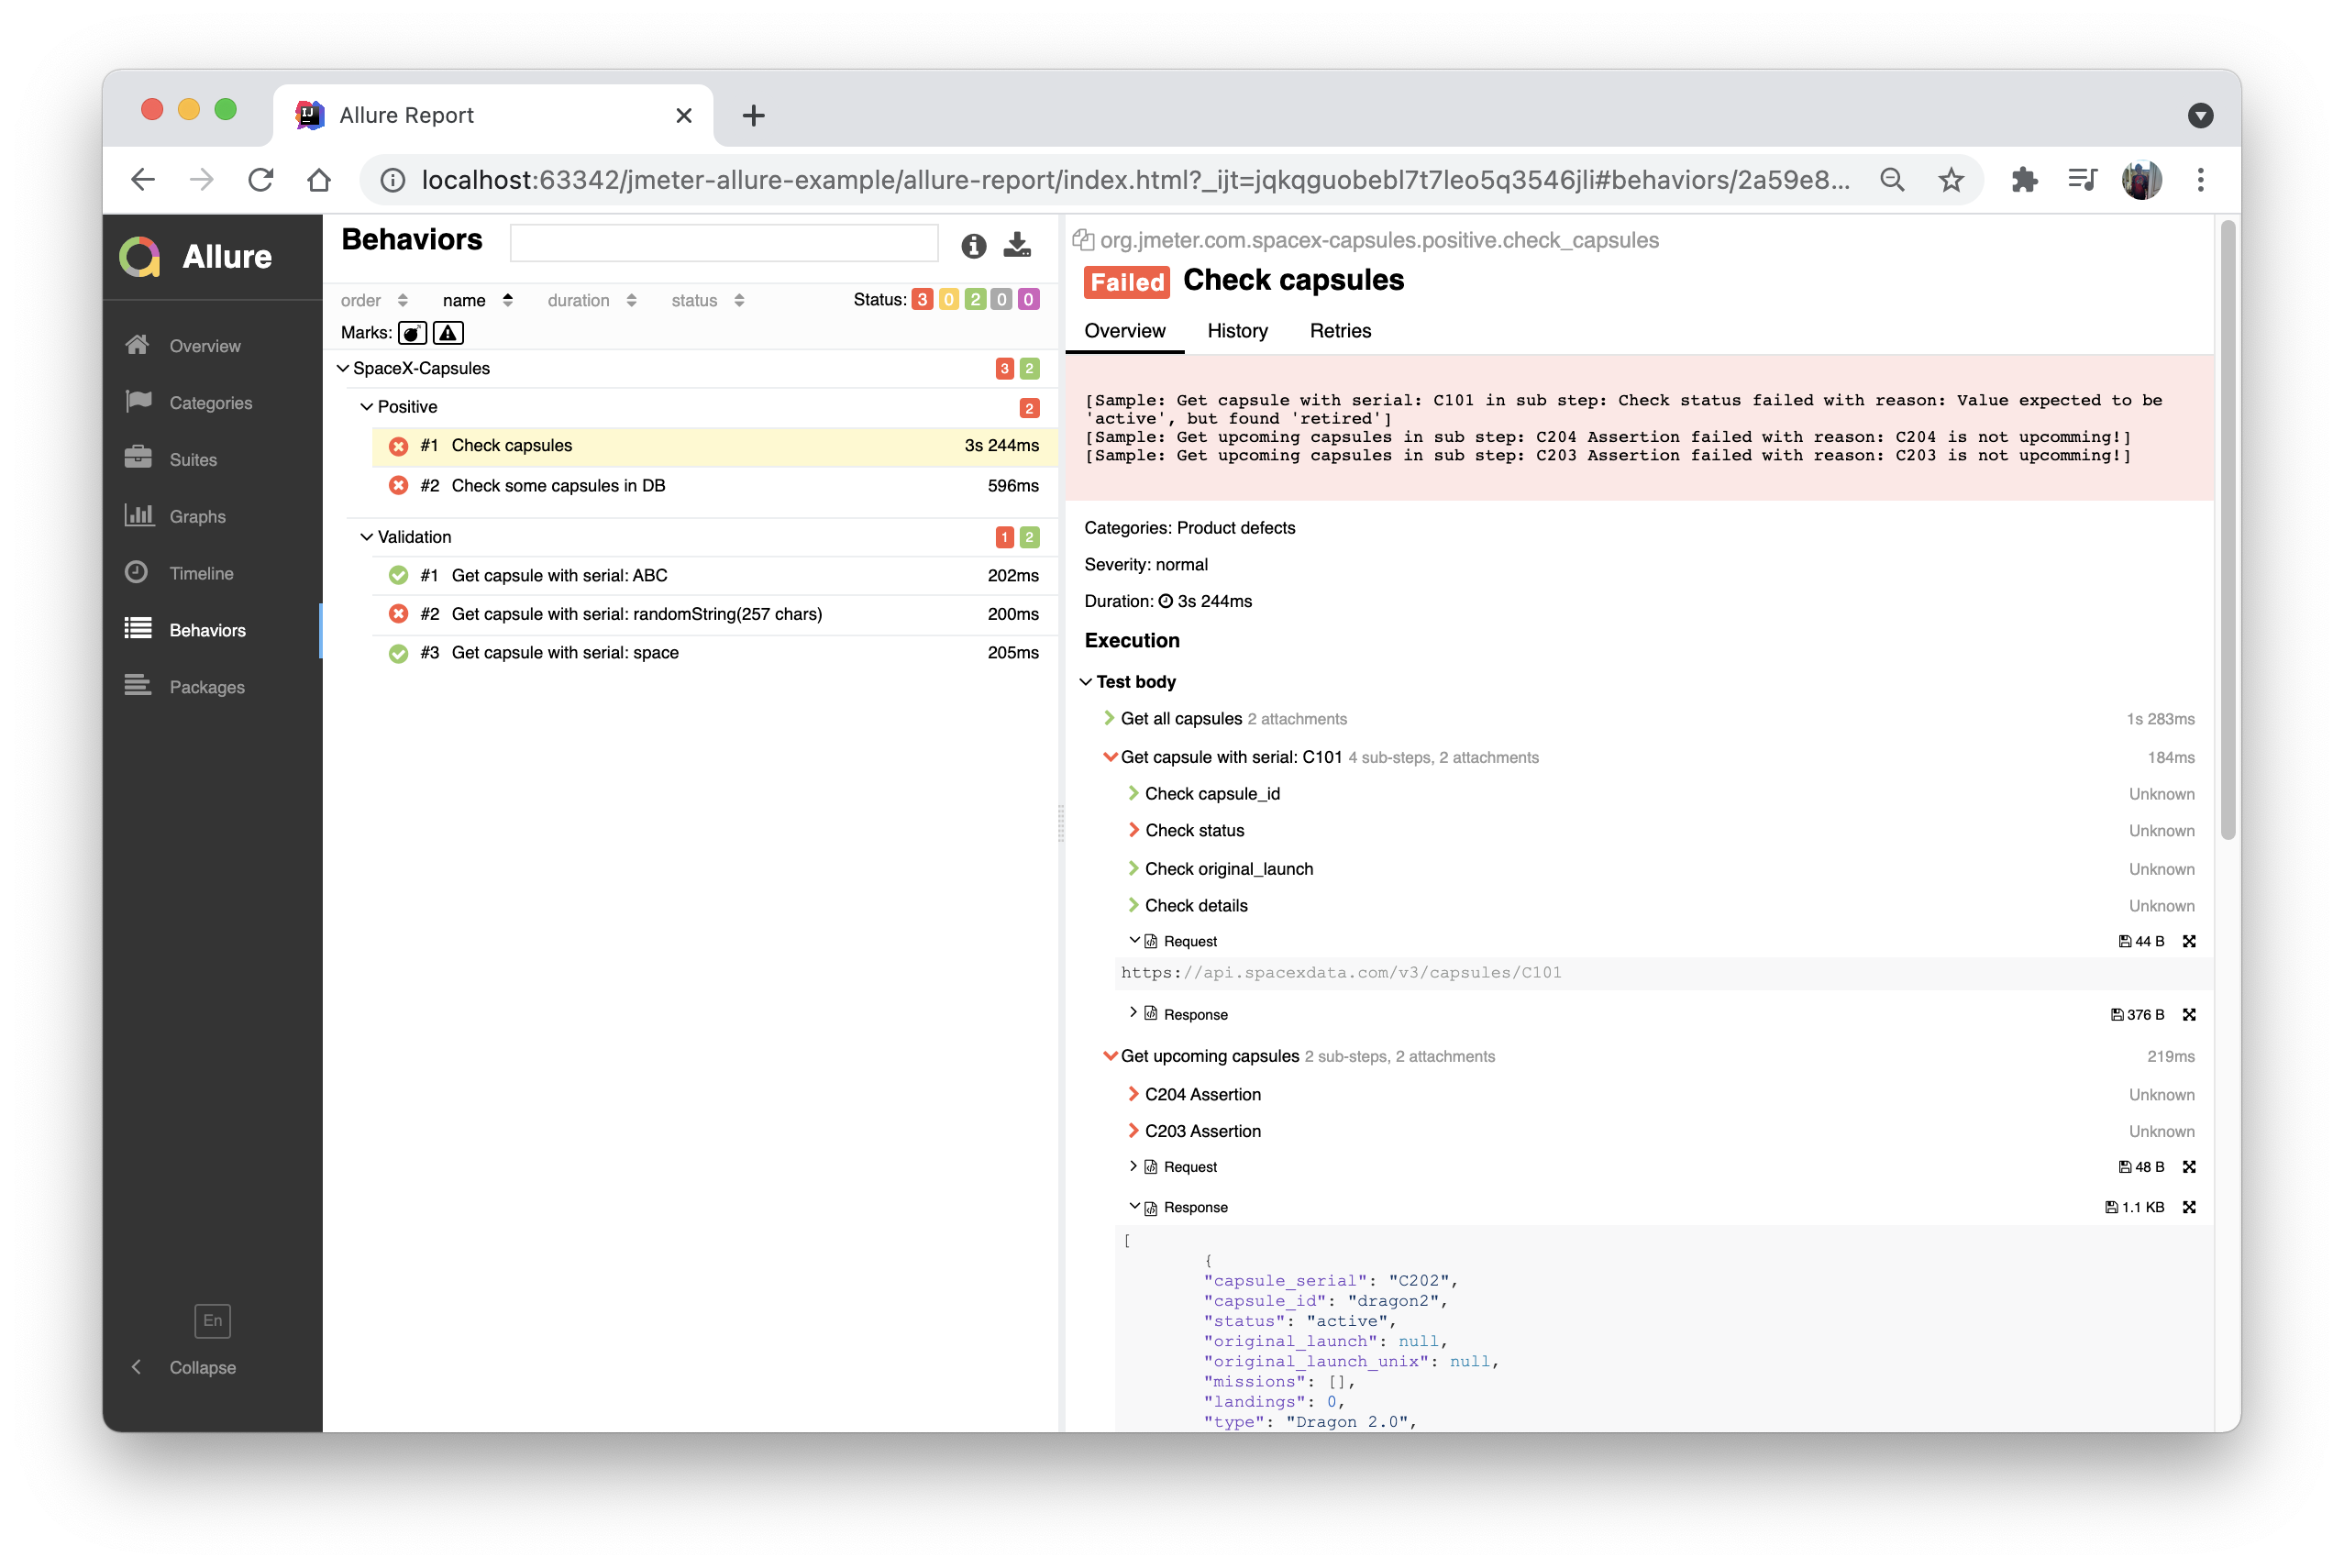 Allure Report
localhost:63342/jmeter-allure-example/allure-report/index.html?_ijt=jqkqguobebl7t7leo5q3546jli#behaviors/2a59e8...
Allure
Overview
Categories
Suites
Graphs
Timeline
Behaviors
Packages
En
Collapse
Behaviors
order name duration status Status: 3 0 2 0 0
Marks:
SpaceX-Capsules 3 2
Positive 2
#1 Check capsules 3s 244ms
#2 Check some capsules in DB 596ms
Validation 1 2
#1 Get capsule with serial: ABC 202ms
#2 Get capsule with serial: randomString(257 chars) 200ms
#3 Get capsule with serial: space 205ms
org.jmeter.com.spacex-capsules.positive.check_capsules
Failed Check capsules
Overview History Retries
[Sample: Get capsule with serial: C101 in sub step: Check status failed with reason: Value expected to be
'active', but found 'retired']
[Sample: Get upcoming capsules in sub step: C204 Assertion failed with reason: C204 is not upcomming!]
[Sample: Get upcoming capsules in sub step: C203 Assertion failed with reason: C203 is not upcomming!]
Categories: Product defects
Severity: normal
Duration: 3s 244ms
Execution
Test body
Get all capsules 2 attachments 1s 283ms
Get capsule with serial: C101 4 sub-steps, 2 attachments 184ms
Check capsule_id Unknown
Check status Unknown
Check original_launch Unknown
Check details Unknown
Request 44 B
https://api.spacexdata.com/v3/capsules/C101
Response 376 B
Get upcoming capsules 2 sub-steps, 2 attachments 219ms
C204 Assertion Unknown
C203 Assertion Unknown
Request 48 B
Response 1.1 KB
[
{
"capsule_serial": "C202",
"capsule_id": "dragon2",
"status": "active",
"original_launch": null,
"original_launch_unix": null,
"missions": [],
"landings": 0,
"type": "Dragon 2.0",